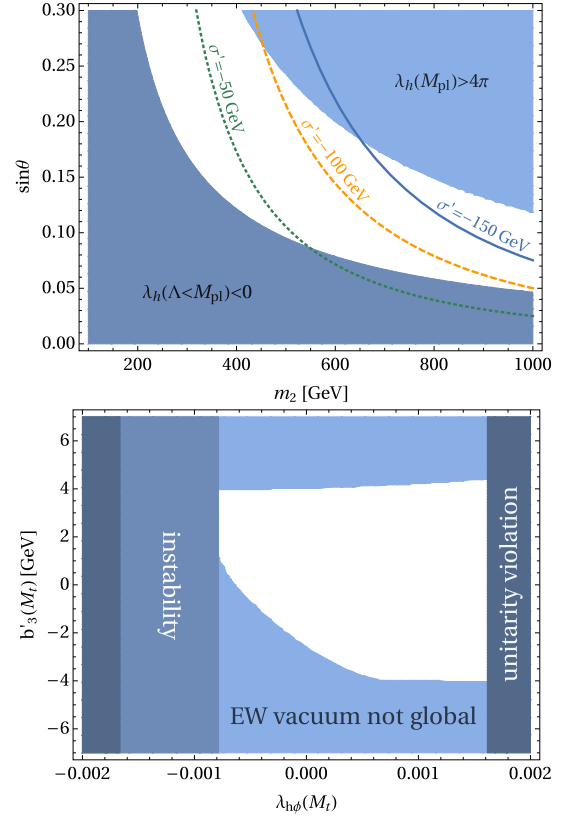 0.30
0.25
0.20
0.15
0.10
0.05
0.00
sinθ
σ'=-50 GeV
σ'=-100 GeV
σ'=-150 GeV
λh(Mpl)>4π
λh(Λ<Mpl)<0
200 400 600 800 1000
m2 [GeV]
6
4
2
0
−2
−4
−6
b'3(Mt) [GeV]
instability
unitarity violation
EW vacuum not global
−0.002 −0.001 0.000 0.001 0.002
λhϕ(Mt)